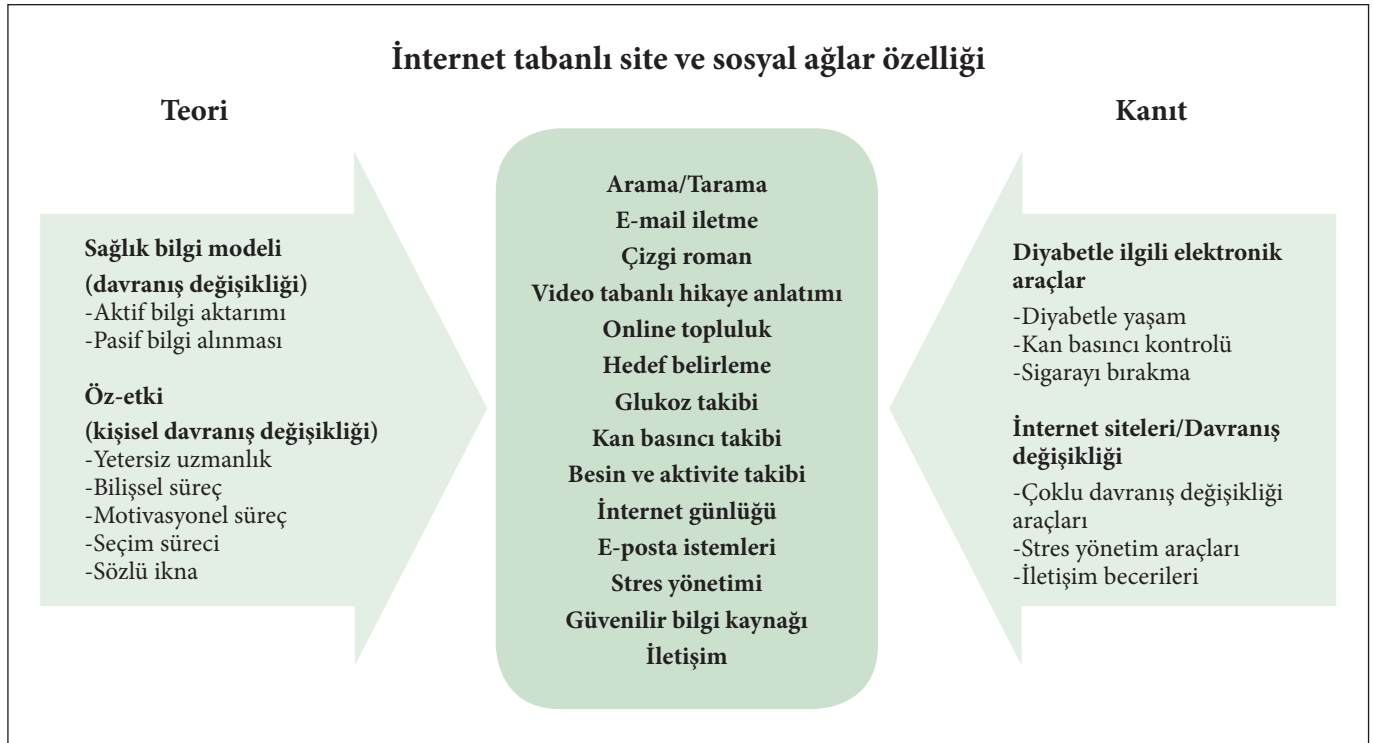 İnternet tabanlı site ve sosyal ağlar özelliği
Teori
Sağlık bilgi modeli
(davranış değişikliği)
-Aktif bilgi aktarımı
-Pasif bilgi alınması
Öz-etki
(kişisel davranış değişikliği)
-Yetersiz uzmanlık
-Bilişsel süreç
-Motivasyonel süreç
-Seçim süreci
-Sözlü ikna
Arama/Tarama
E-mail iletme
Çizgi roman
Video tabanlı hikaye anlatımı
Online topluluk
Hedef belirleme
Glukoz takibi
Kan basıncı takibi
Besin ve aktivite takibi
İnternet günlüğü
E-posta istemleri
Stres yönetimi
Güvenilir bilgi kaynağı
İletişim
Kanıt
Diyabetle ilgili elektronik
araçlar
-Diyabetle yaşam
-Kan basıncı kontrolü
-Sigarayı bırakma
İnternet siteleri/Davranış
değişikliği
-Çoklu davranış değişikliği
araçları
-Stres yönetim araçları
-İletişim becerileri